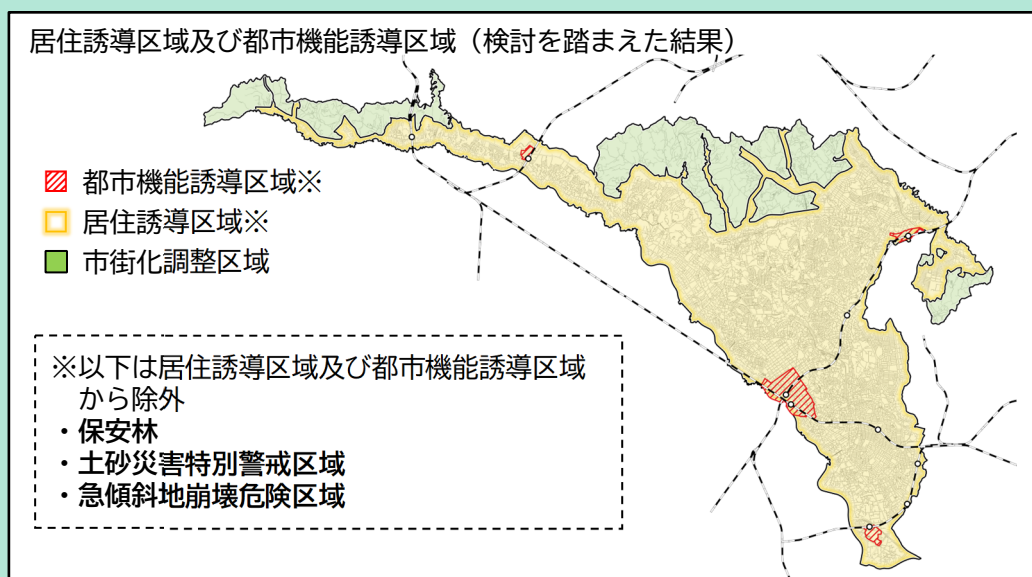 居住誘導区域及び都市機能誘導区域（検討を踏まえた結果）
都市機能誘導区域※
居住誘導区域※
市街化調整区域
※以下は居住誘導区域及び都市機能誘導区域
から除外
・保安林
・土砂災害特別警戒区域
・急傾斜地崩壊危険区域